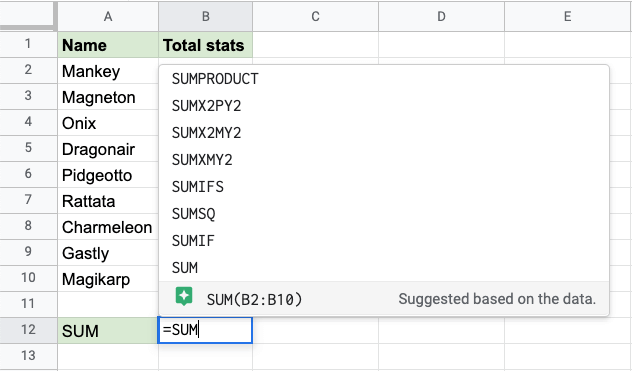 A B C D E
1 Name Total stats
2 Mankey
SUMPRODUCT
3 Magneton
SUMX2PY2
4 Onix
SUMX2MY2
5 Dragonair
SUMXMY2
6 Pidgeotto
SUMIFS
7 Rattata
SUMSQ
8 Charmeleon
SUMIF
9 Gastly
SUM
10 Magikarp
SUM(B2:B10) Suggested based on the data.
11
12 SUM =SUM
13